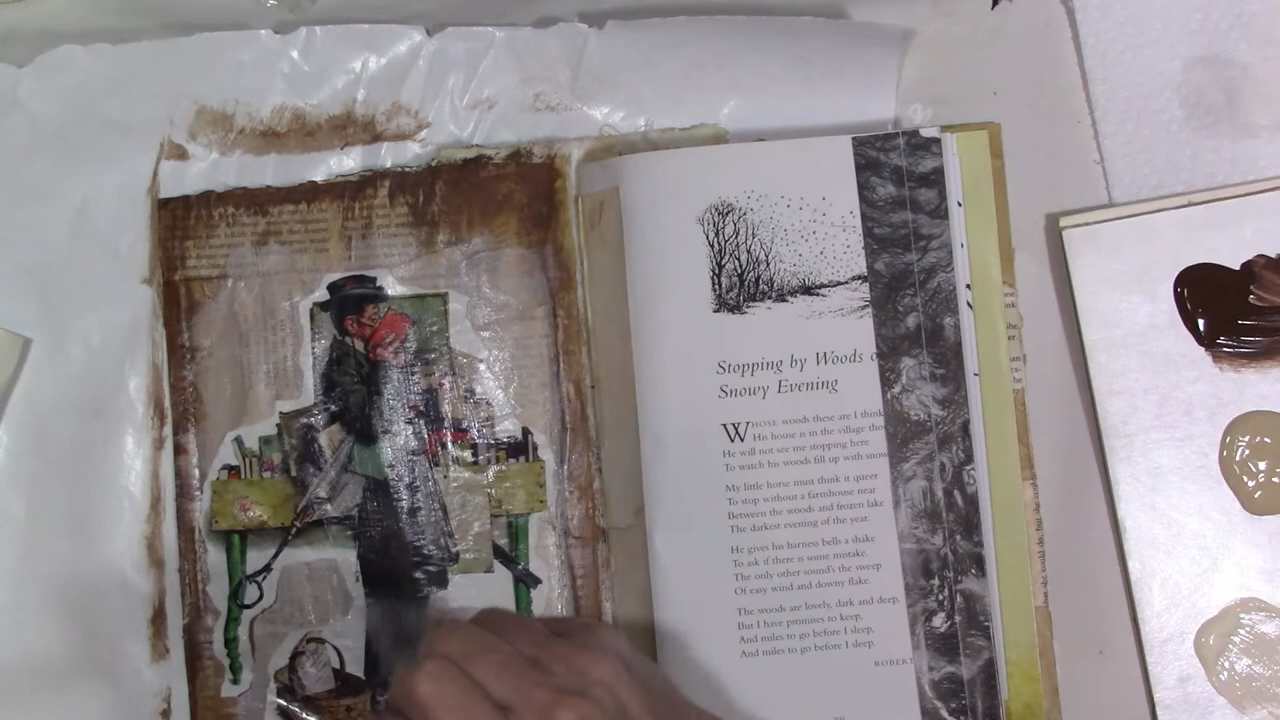 Stopping by Woods o
Snowy Evening
WHOSE woods these are I think
His house is in the village tho
He will not see me stopping here
To watch his woods fill up with snow
My little horse must think it queer
To stop without a farmhouse near
Between the woods and frozen lake
The darkest evening of the year.
He gives his harness bells a shake
To ask if there is some mistake.
The only other sound's the sweep
Of easy wind and downy flake.
The woods are lovely, dark and deep,
But I have promises to keep,
And miles to go before I sleep,
And miles to go before I sleep.
ROBERT